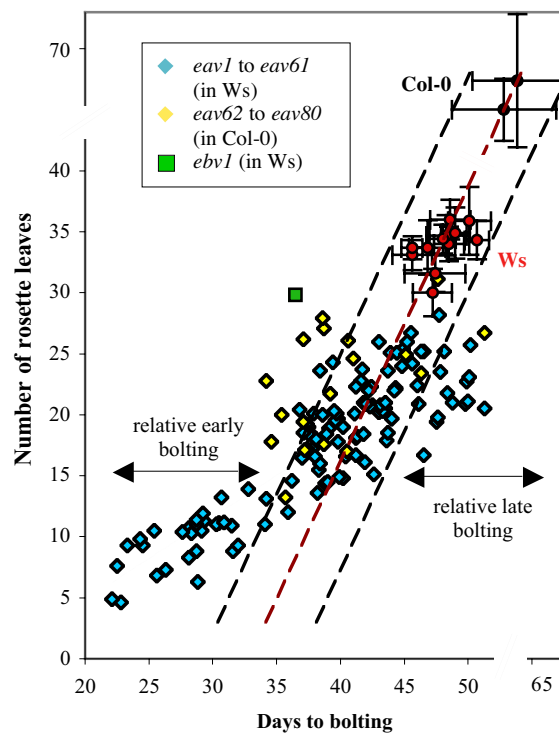 70
40
35
30
25
20
15
10
5
0
Number of rosette leaves
eav1 to eav61
(in Ws)
eav62 to eav80
(in Col-0)
ebv1 (in Ws)
Col-0
Ws
relative early
bolting
relative late
bolting
20 25 30 35 40 45 50 65
Days to bolting